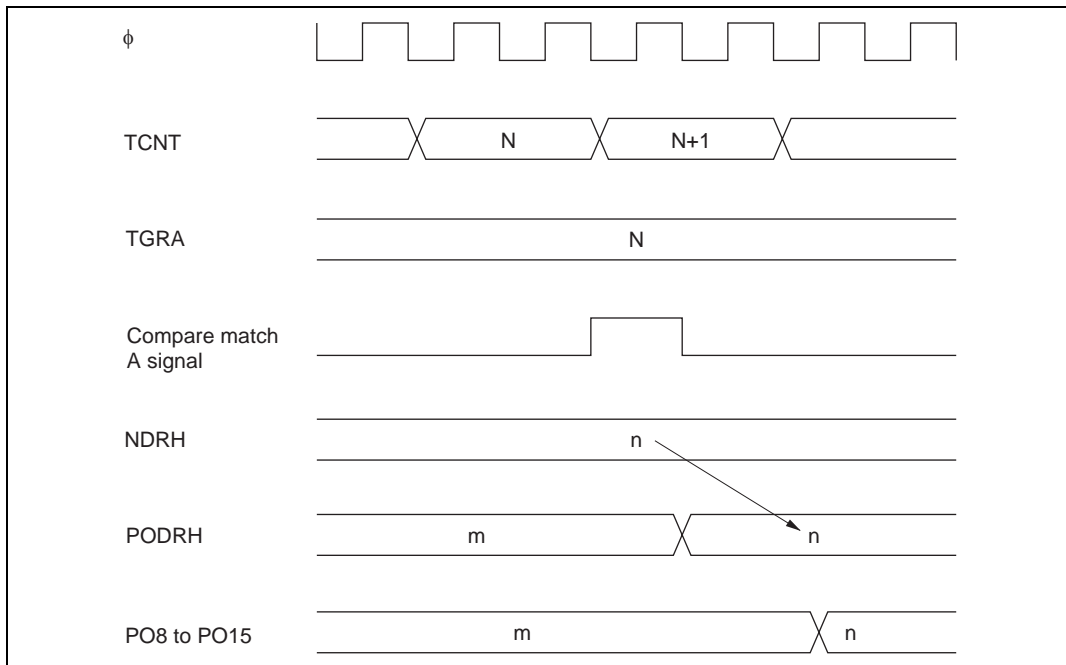 ϕ
TCNT
N
N+1
TGRA
N
Compare match
A signal
NDRH
n
PODRH
m
n
PO8 to PO15
m
n